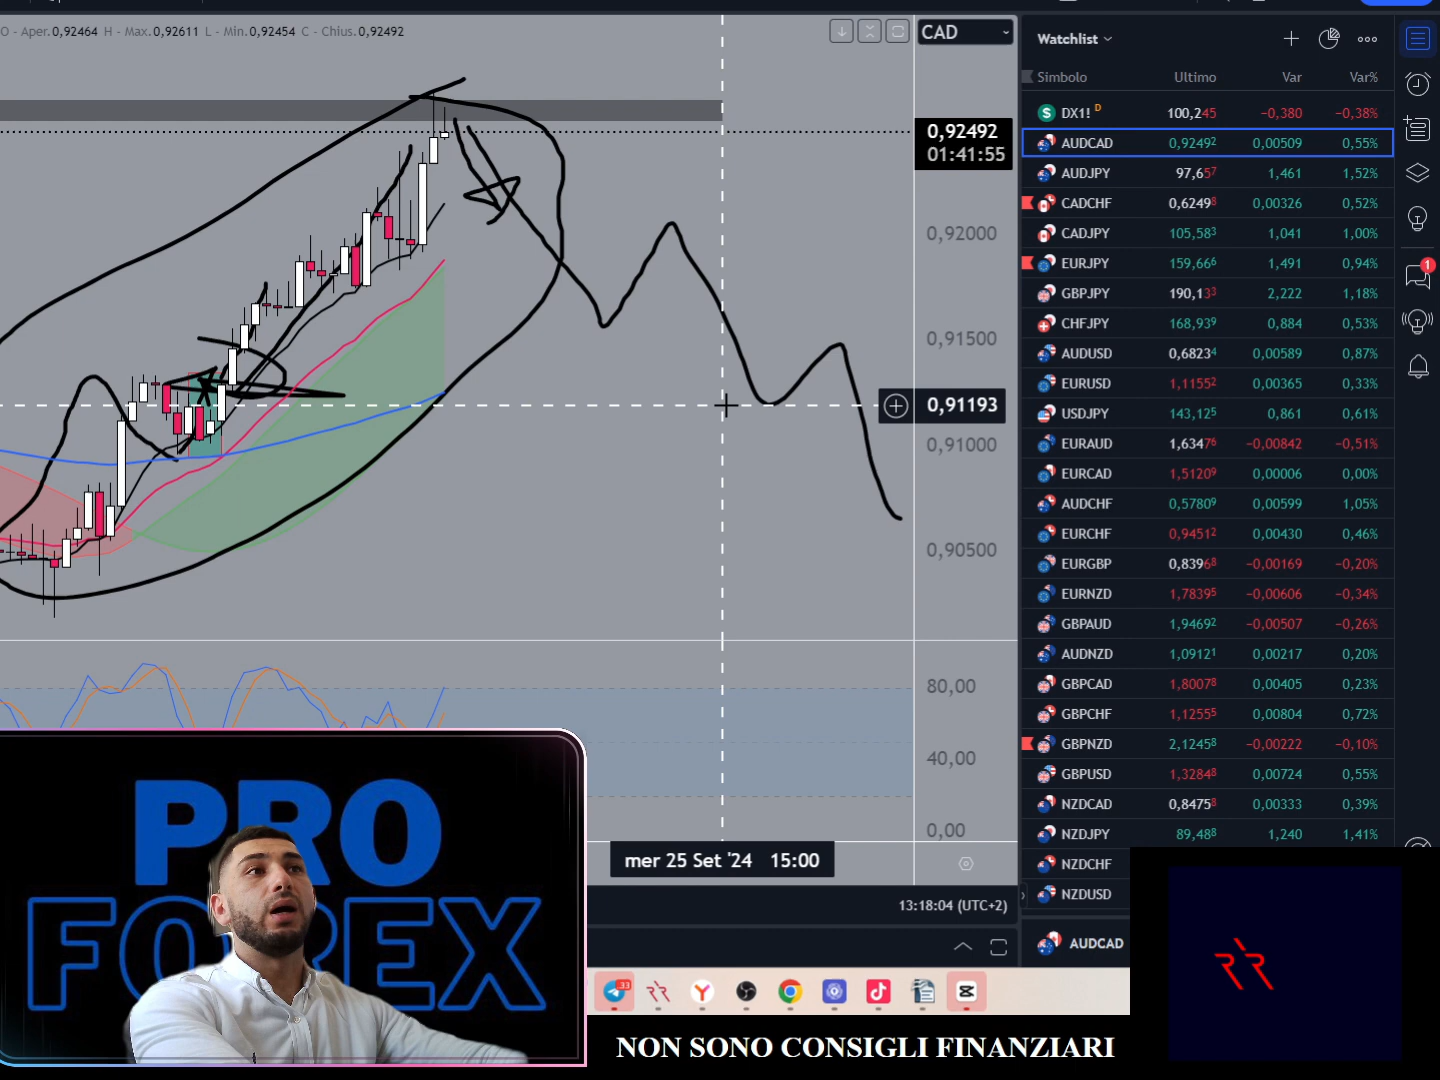 O - Aper.0,92464 H - Max.0,92611 L - Min.0,92454 C - Chius.0,92492
CAD
0,92492
01:41:55
0,92000
0,91500
0,91193
0,91000
0,90500
80,00
40,00
0,00
mer 25 Set '24 15:00
13:18:04 (UTC+2)
Watchlist
Simbolo Ultimo Var Var%
DX1! D 100,245 −0,380 −0,38%
AUDCAD 0,92492 0,00509 0,55%
AUDJPY 97,657 1,461 1,52%
CADCHF 0,62498 0,00326 0,52%
CADJPY 105,583 1,041 1,00%
EURJPY 159,666 1,491 0,94%
GBPJPY 190,133 2,222 1,18%
CHFJPY 168,939 0,884 0,53%
AUDUSD 0,68234 0,00589 0,87%
EURUSD 1,11552 0,00365 0,33%
USDJPY 143,125 0,861 0,61%
EURAUD 1,63476 −0,00842 −0,51%
EURCAD 1,51209 0,00006 0,00%
AUDCHF 0,57809 0,00599 1,05%
EURCHF 0,94512 0,00430 0,46%
EURGBP 0,83968 −0,00169 −0,20%
EURNZD 1,78395 −0,00606 −0,34%
GBPAUD 1,94692 −0,00507 −0,26%
AUDNZD 1,09121 0,00217 0,20%
GBPCAD 1,80078 0,00405 0,23%
GBPCHF 1,12555 0,00804 0,72%
GBPNZD 2,12458 −0,00222 −0,10%
GBPUSD 1,32848 0,00724 0,55%
NZDCAD 0,84758 0,00333 0,39%
NZDJPY 89,488 1,240 1,41%
NZDCHF
NZDUSD
AUDCAD
1
33
PRO
FOREX
NON SONO CONSIGLI FINANZIARI